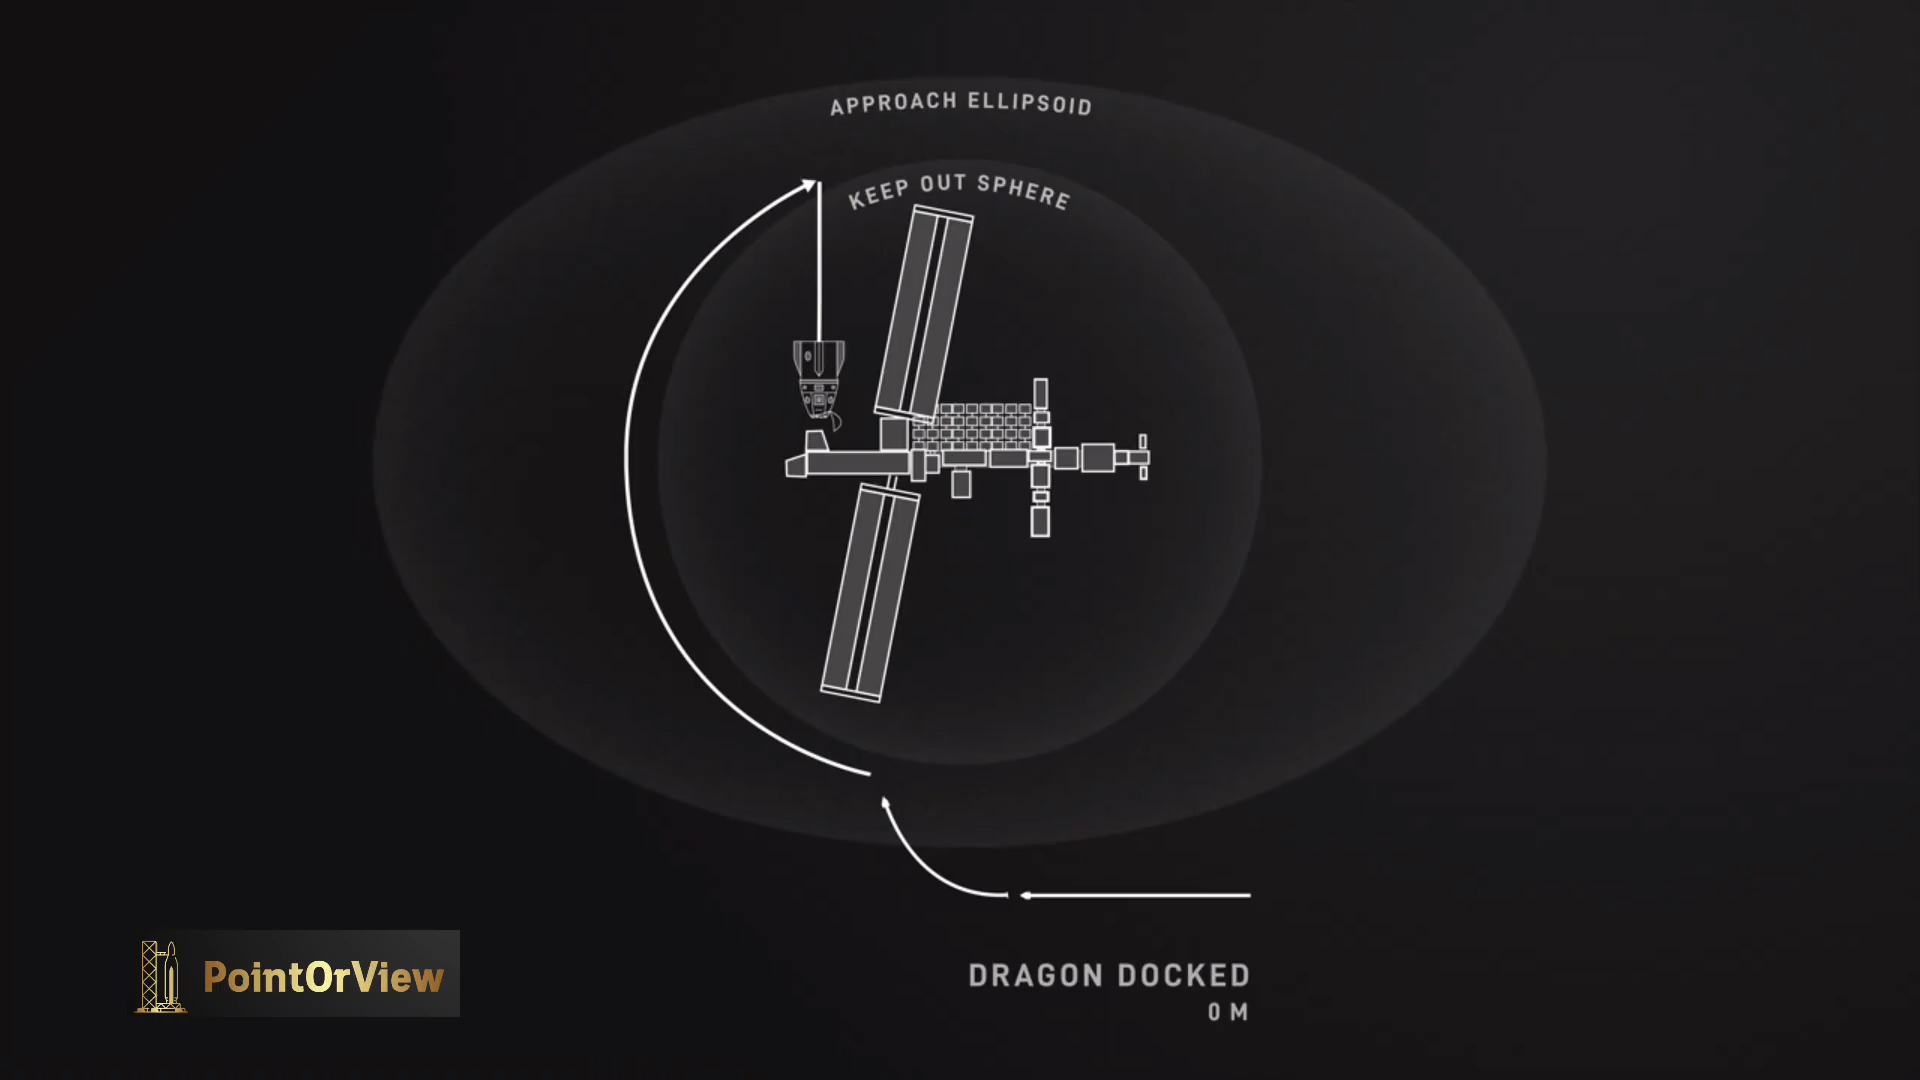 APPROACH ELLIPSOID
KEEP OUT SPHERE
PointOrView
DRAGON DOCKED
0 M